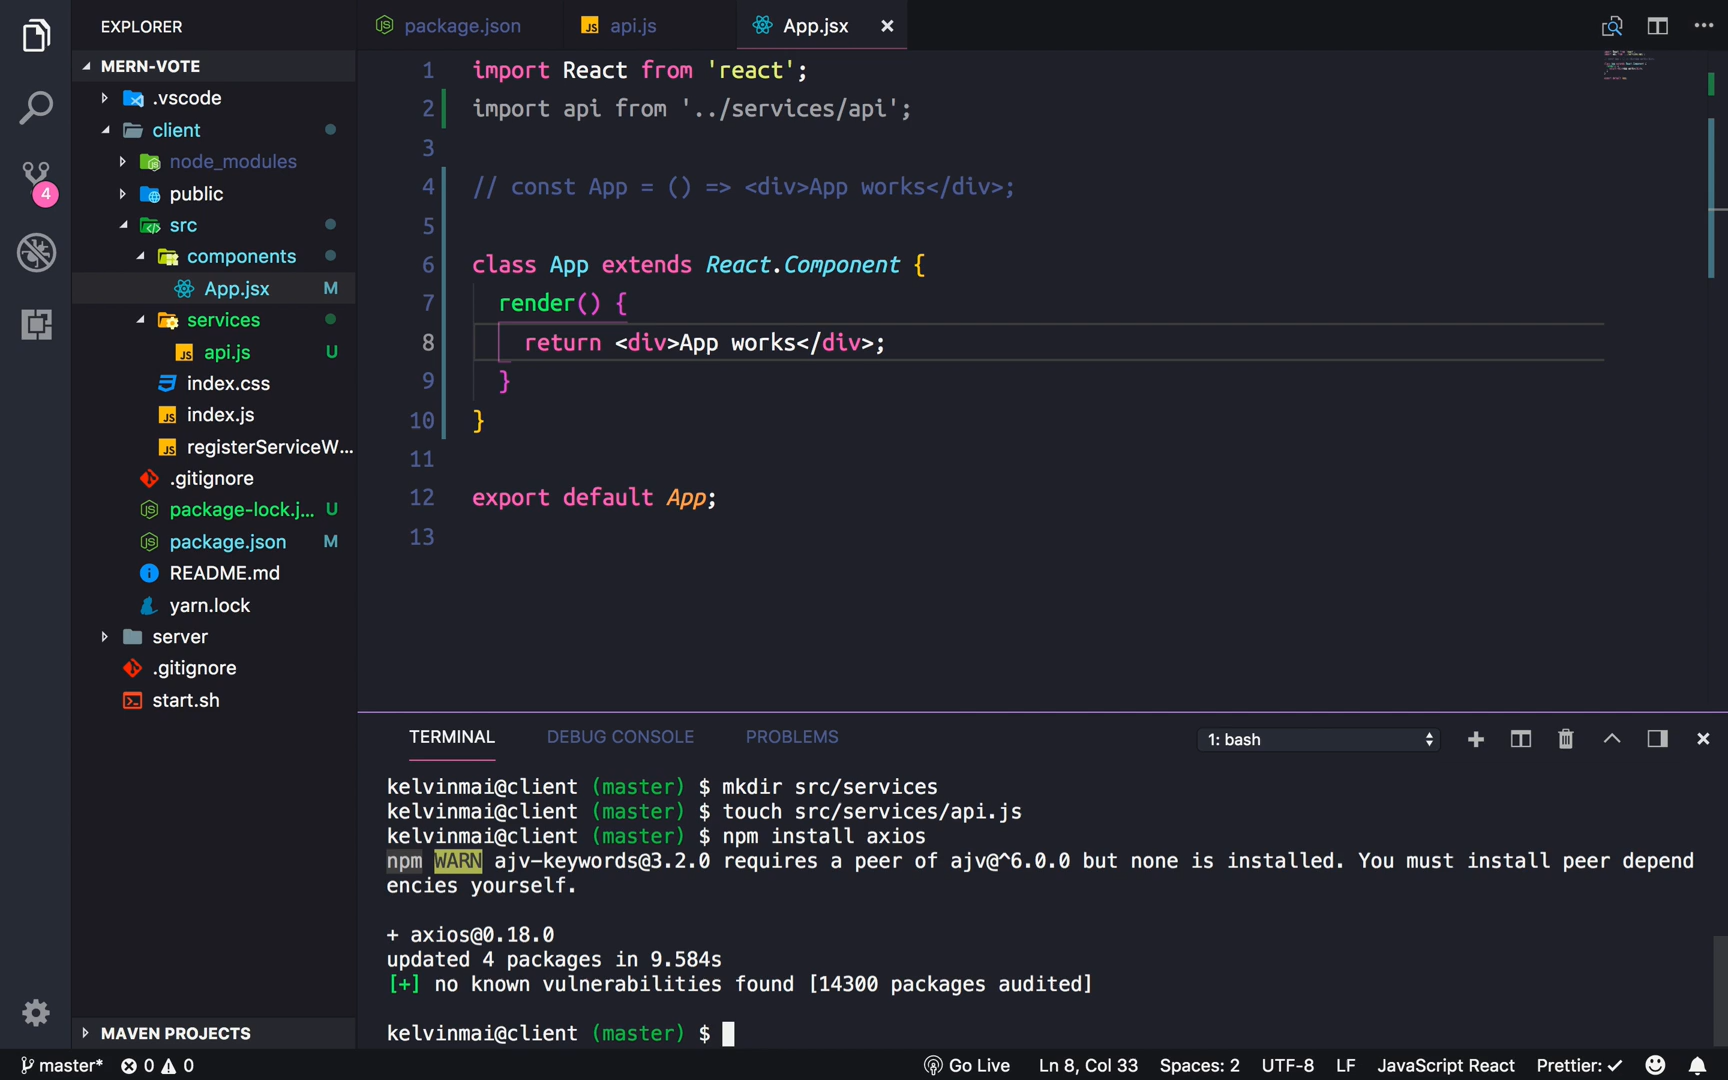 EXPLORER
MERN-VOTE
.vscode
client
node_modules
public
src
components
App.jsx M
services
api.js U
index.css
index.js
registerServiceW...
.gitignore
package-lock.j... U
package.json M
README.md
yarn.lock
server
.gitignore
start.sh
MAVEN PROJECTS
4
package.json
api.js
App.jsx
1 import React from 'react';
2 import api from '../services/api';
3
4 // const App = () => <div>App works</div>;
5
6 class App extends React.Component {
7 render() {
8 return <div>App works</div>;
9 }
10 }
11
12 export default App;
13
TERMINAL DEBUG CONSOLE PROBLEMS 1: bash
kelvinmai@client (master) $ mkdir src/services
kelvinmai@client (master) $ touch src/services/api.js
kelvinmai@client (master) $ npm install axios
npm WARN ajv-keywords@3.2.0 requires a peer of ajv@^6.0.0 but none is installed. You must install peer depend
encies yourself.
+ axios@0.18.0
updated 4 packages in 9.584s
[+] no known vulnerabilities found [14300 packages audited]
kelvinmai@client (master) $
master* 0 0 Go Live Ln 8, Col 33 Spaces: 2 UTF-8 LF JavaScript React Prettier: ✓